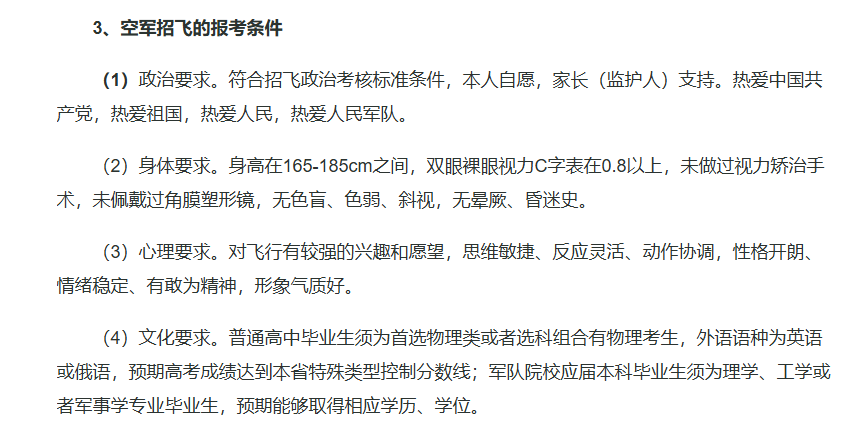 3、空军招飞的报考条件
（1）政治要求。符合招飞政治考核标准条件，本人自愿，家长（监护人）支持。热爱中国共
产党，热爱祖国，热爱人民，热爱人民军队。
（2）身体要求。身高在165-185cm之间，双眼裸眼视力C字表在0.8以上，未做过视力矫治手
术，未佩戴过角膜塑形镜，无色盲、色弱、斜视，无晕厥、昏迷史。
（3）心理要求。对飞行有较强的兴趣和愿望，思维敏捷、反应灵活、动作协调，性格开朗、
情绪稳定、有敢为精神，形象气质好。
（4）文化要求。普通高中毕业生须为首选物理类或者选科组合有物理考生，外语语种为英语
或俄语，预期高考成绩达到本省特殊类型控制分数线；军队院校应届本科毕业生须为理学、工学或
者军事学专业毕业生，预期能够取得相应学历、学位。